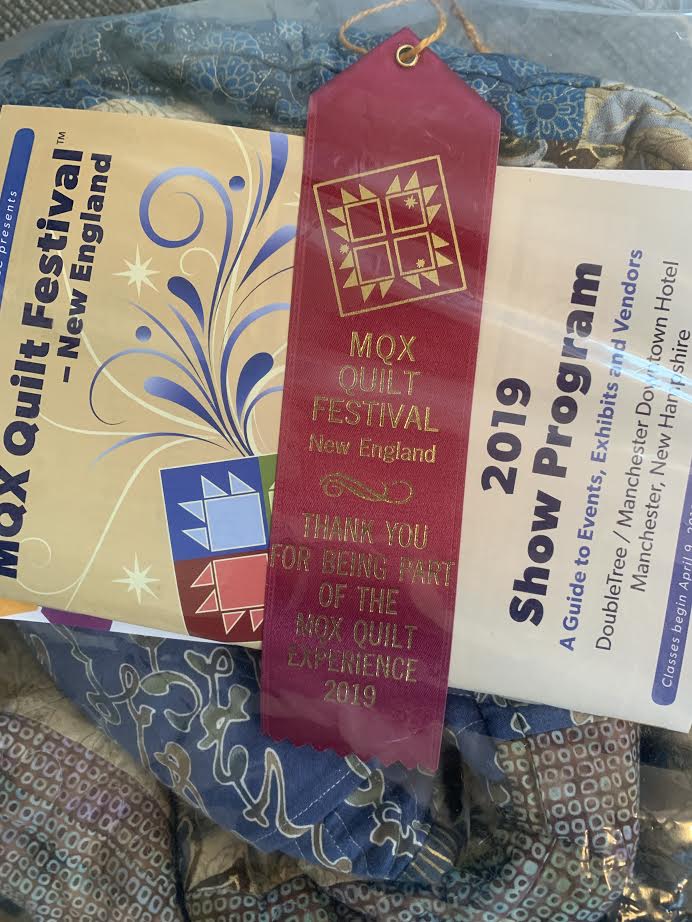 presents
MQX Quilt Festival™
– New England
MQX
QUILT
FESTIVAL
New England
THANK YOU
FOR BEING PART
OF THE
MQX QUILT
EXPERIENCE
2019
2019
Show Program
A Guide to Events, Exhibits and Vendors
DoubleTree / Manchester Downtown Hotel
Manchester, New Hampshire
Classes begin April 9,